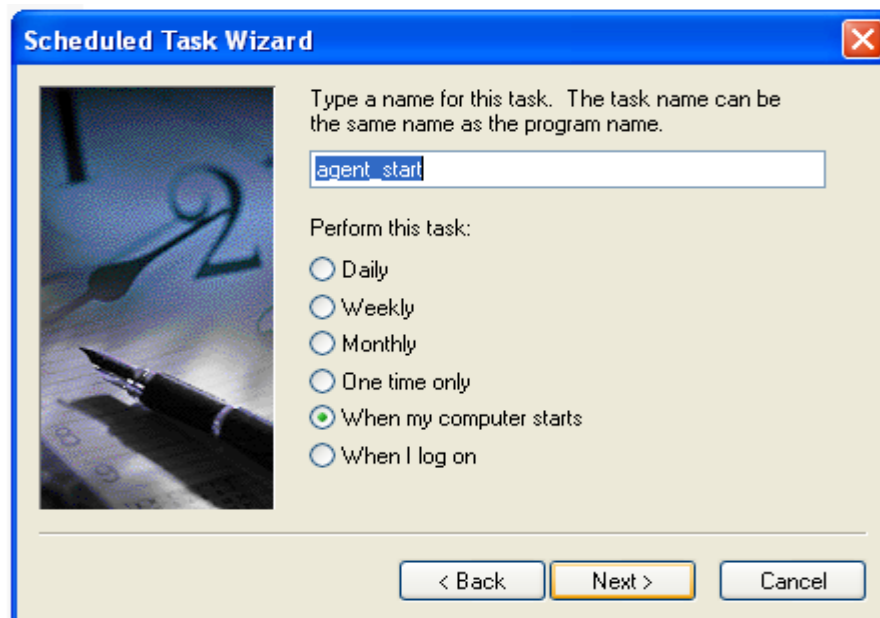 Scheduled Task Wizard
Type a name for this task. The task name can be
the same name as the program name.
agent_start
Perform this task:
Daily
Weekly
Monthly
One time only
When my computer starts
When I log on
< Back
Next >
Cancel